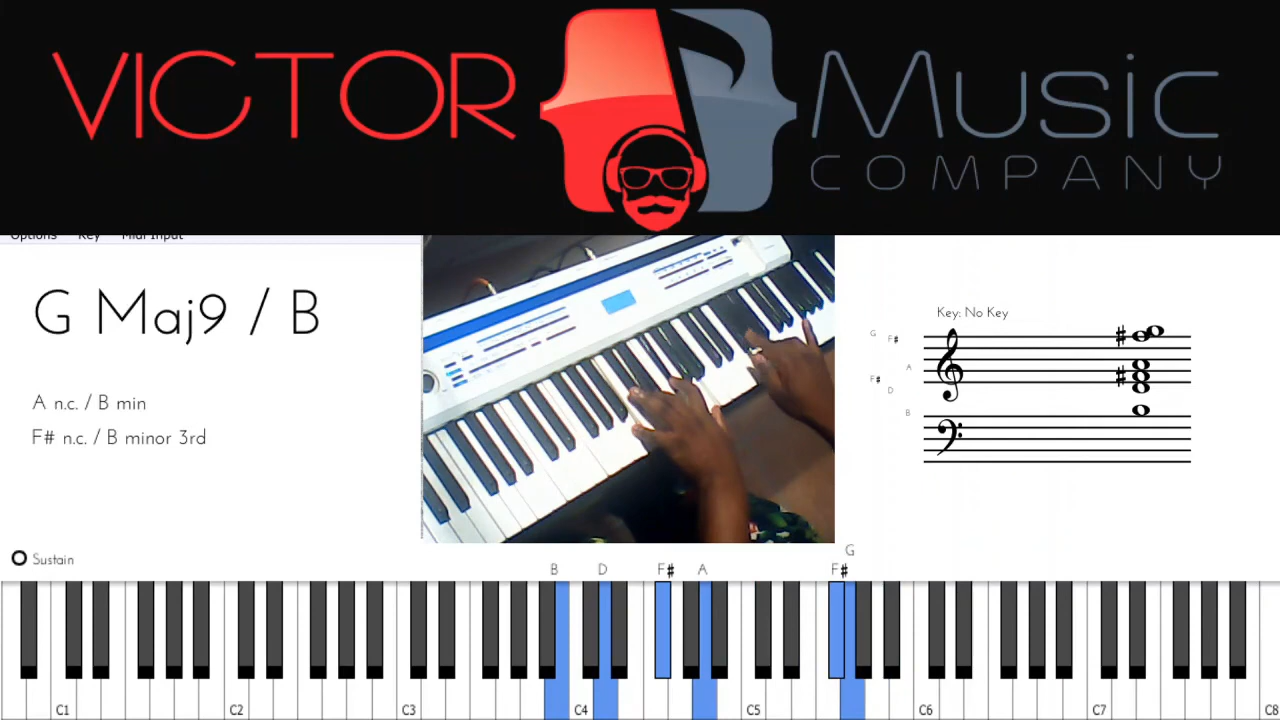 VICTOR MUSIC
COMPANY
Options Key Midi Input
G Maj9 / B
A n.c. / B min
F# n.c. / B minor 3rd
Key: No Key
G F#
A
F# D
B
Sustain
B D F# A F# G
C1 C2 C3 C4 C5 C6 C7 C8